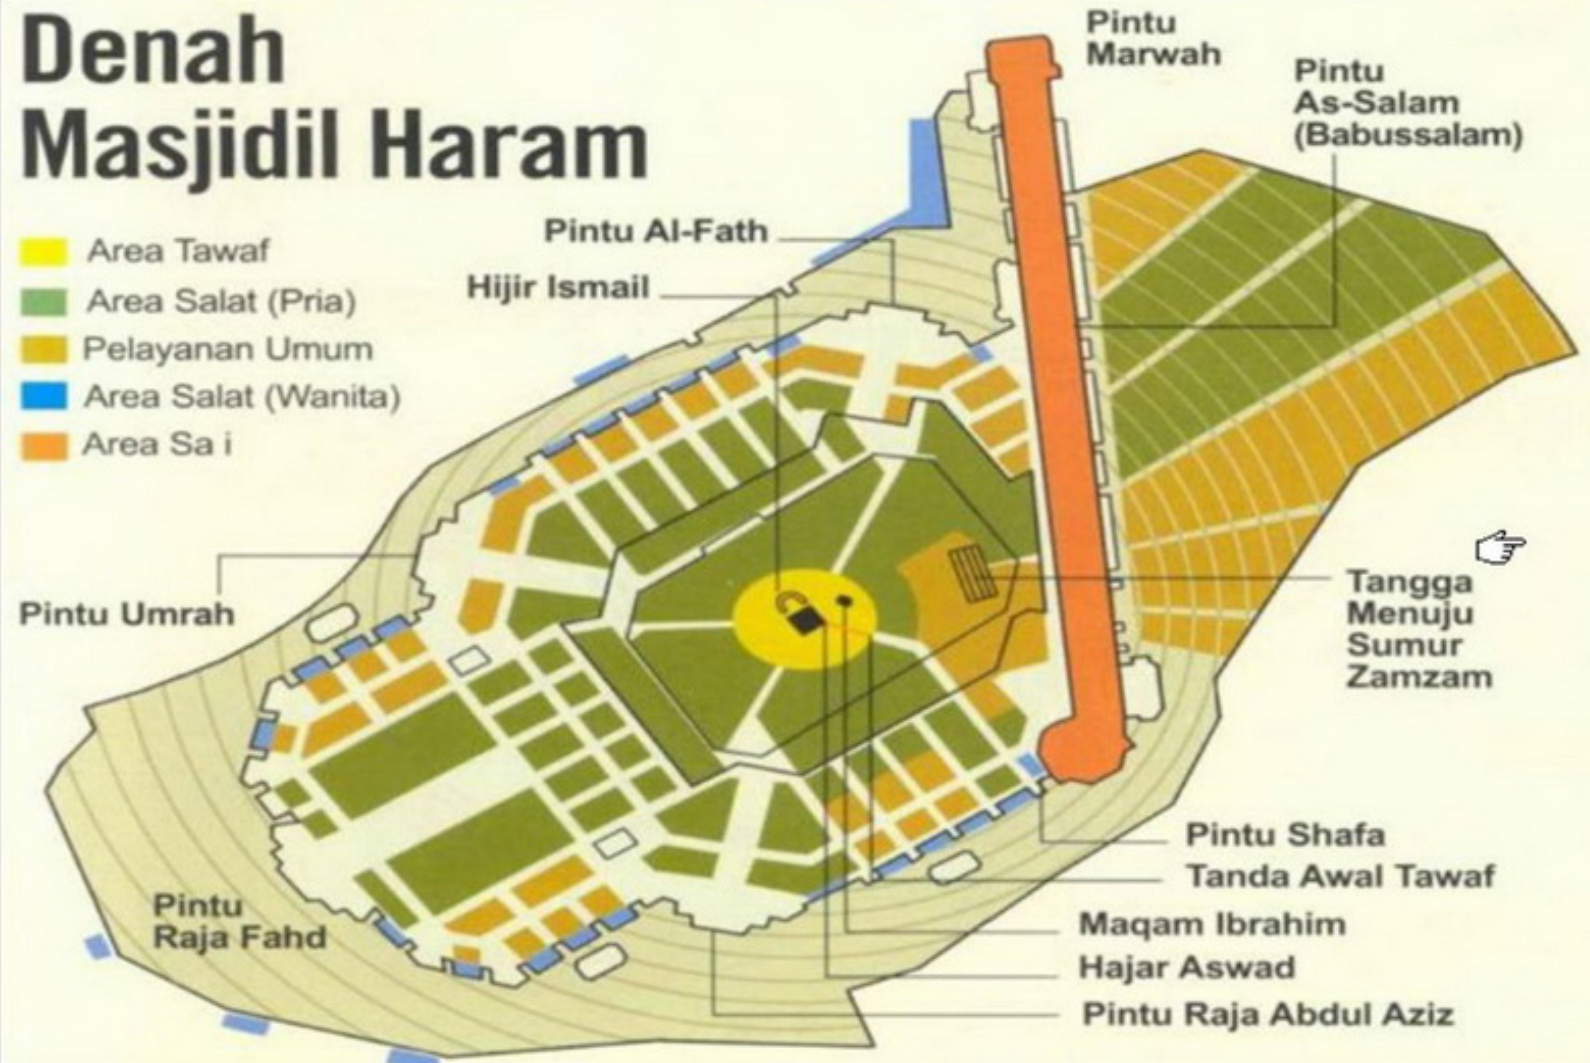 Denah
Masjidil Haram
Area Tawaf
Area Salat (Pria)
Pelayanan Umum
Area Salat (Wanita)
Area Sa i
Pintu
Marwah
Pintu
As-Salam
(Babussalam)
Pintu Al-Fath
Hijir Ismail
Pintu Umrah
Tangga
Menuju
Sumur
Zamzam
Pintu Shafa
Tanda Awal Tawaf
Maqam Ibrahim
Hajar Aswad
Pintu Raja Abdul Aziz
Pintu
Raja Fahd